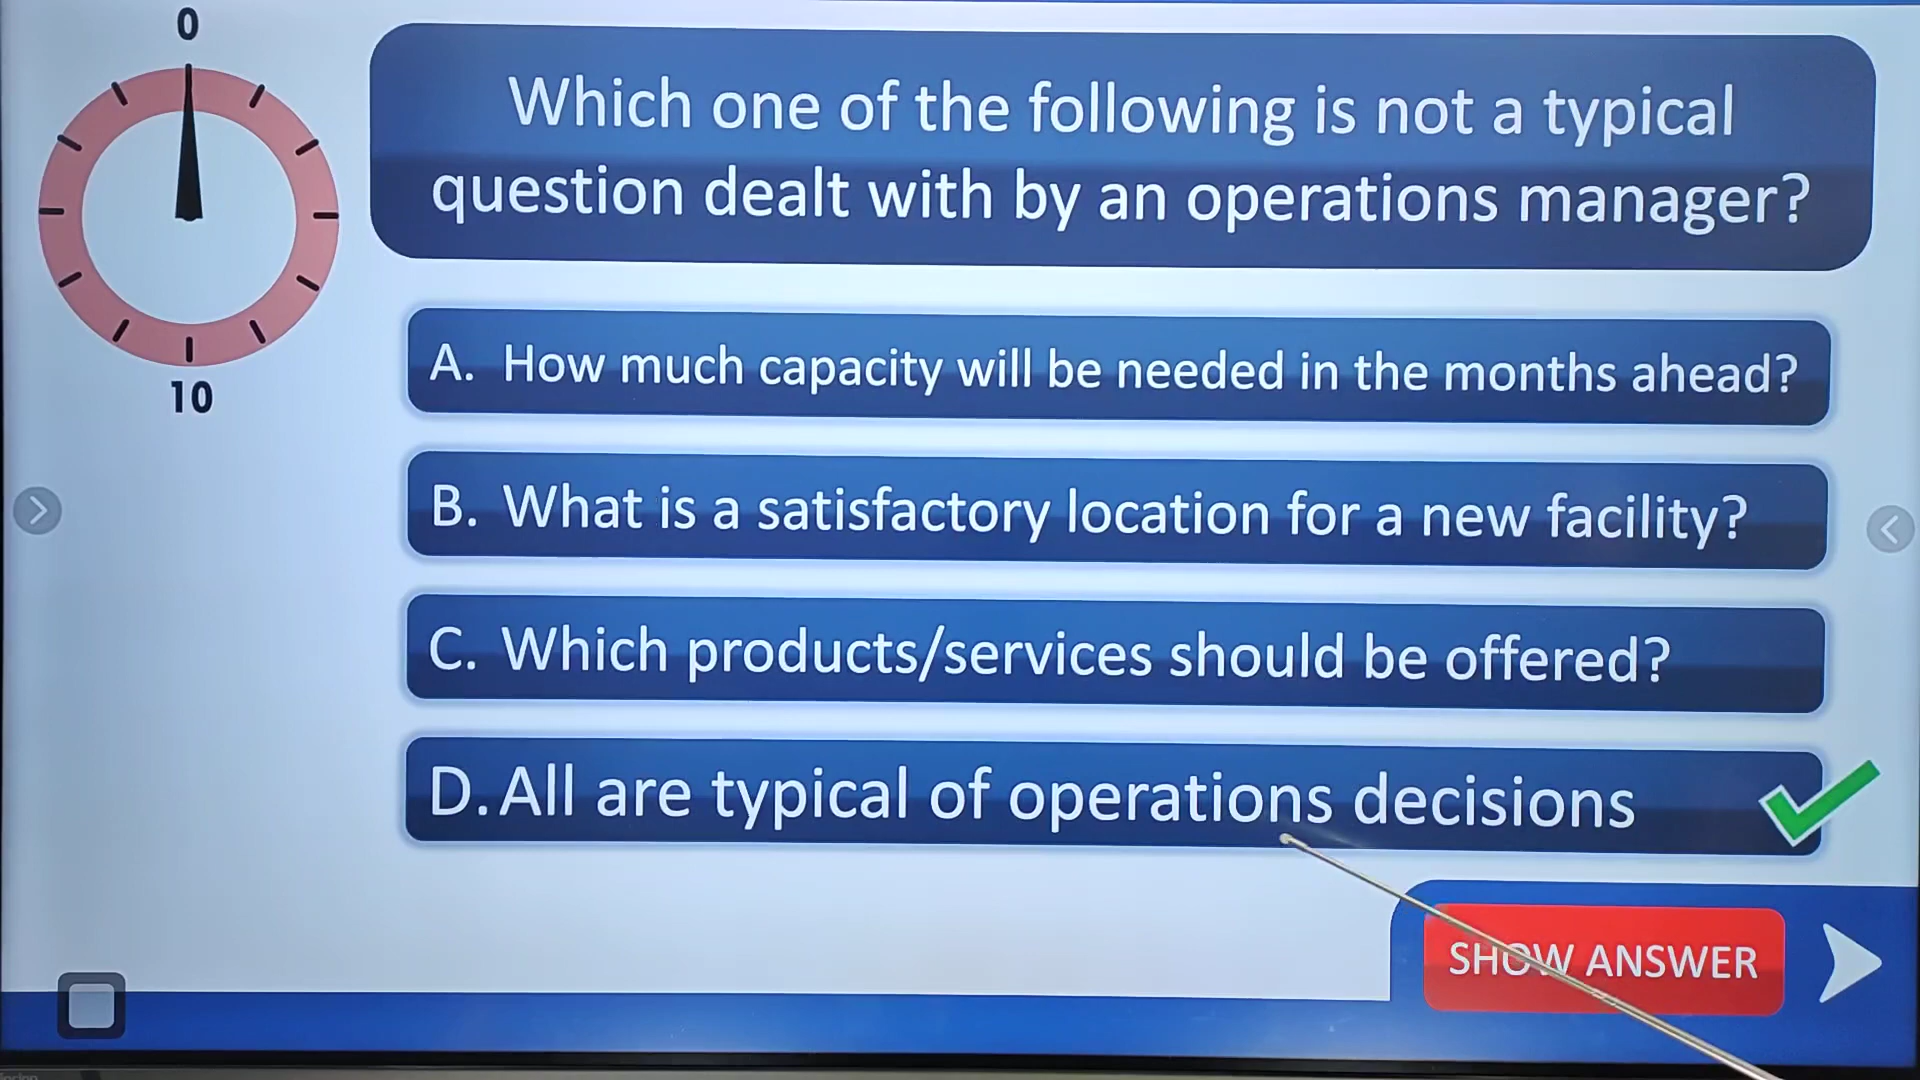 0
10
Which one of the following is not a typical
question dealt with by an operations manager?
A. How much capacity will be needed in the months ahead?
B. What is a satisfactory location for a new facility?
C. Which products/services should be offered?
D. All are typical of operations decisions
SHOW ANSWER